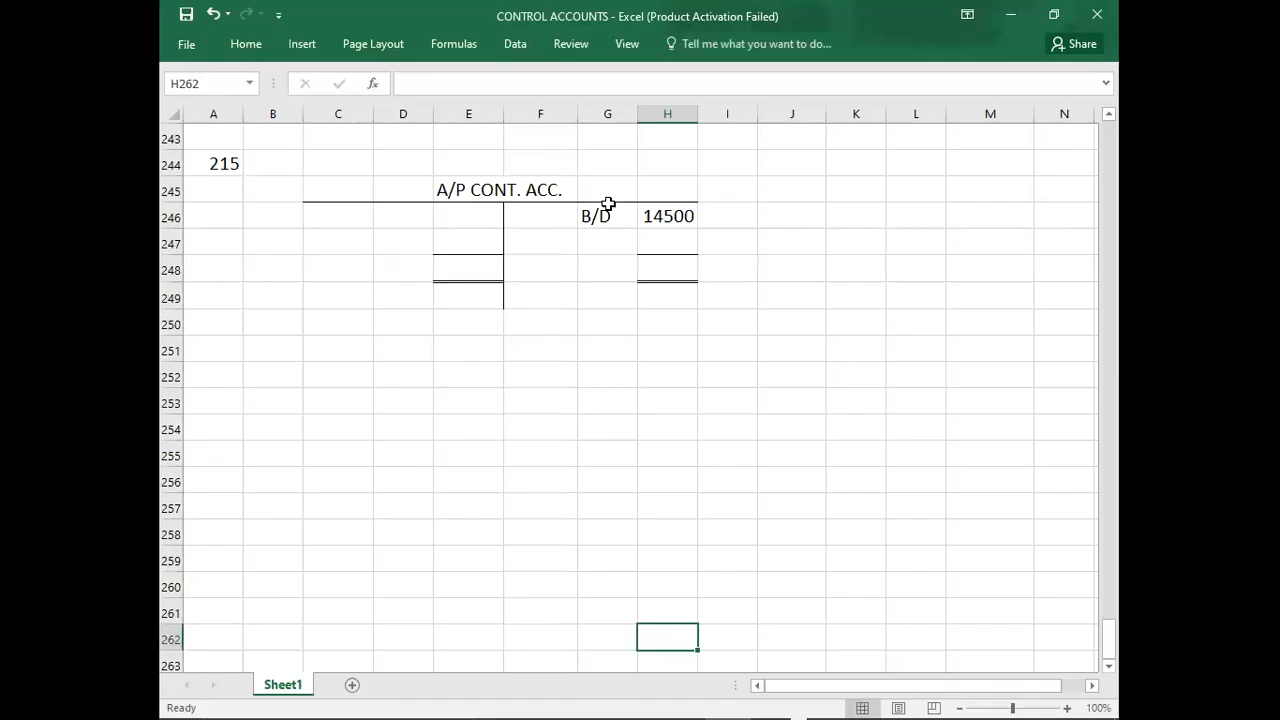 CONTROL ACCOUNTS - Excel (Product Activation Failed)
File Home Insert Page Layout Formulas Data Review View Tell me what you want to do... Share
H262 fx
A B C D E F G H I J K L M N
243
244 215
245 A/P CONT. ACC.
246 B/D 14500
247
248
249
250
251
252
253
254
255
256
257
258
259
260
261
262
263
Sheet1
Ready 100%